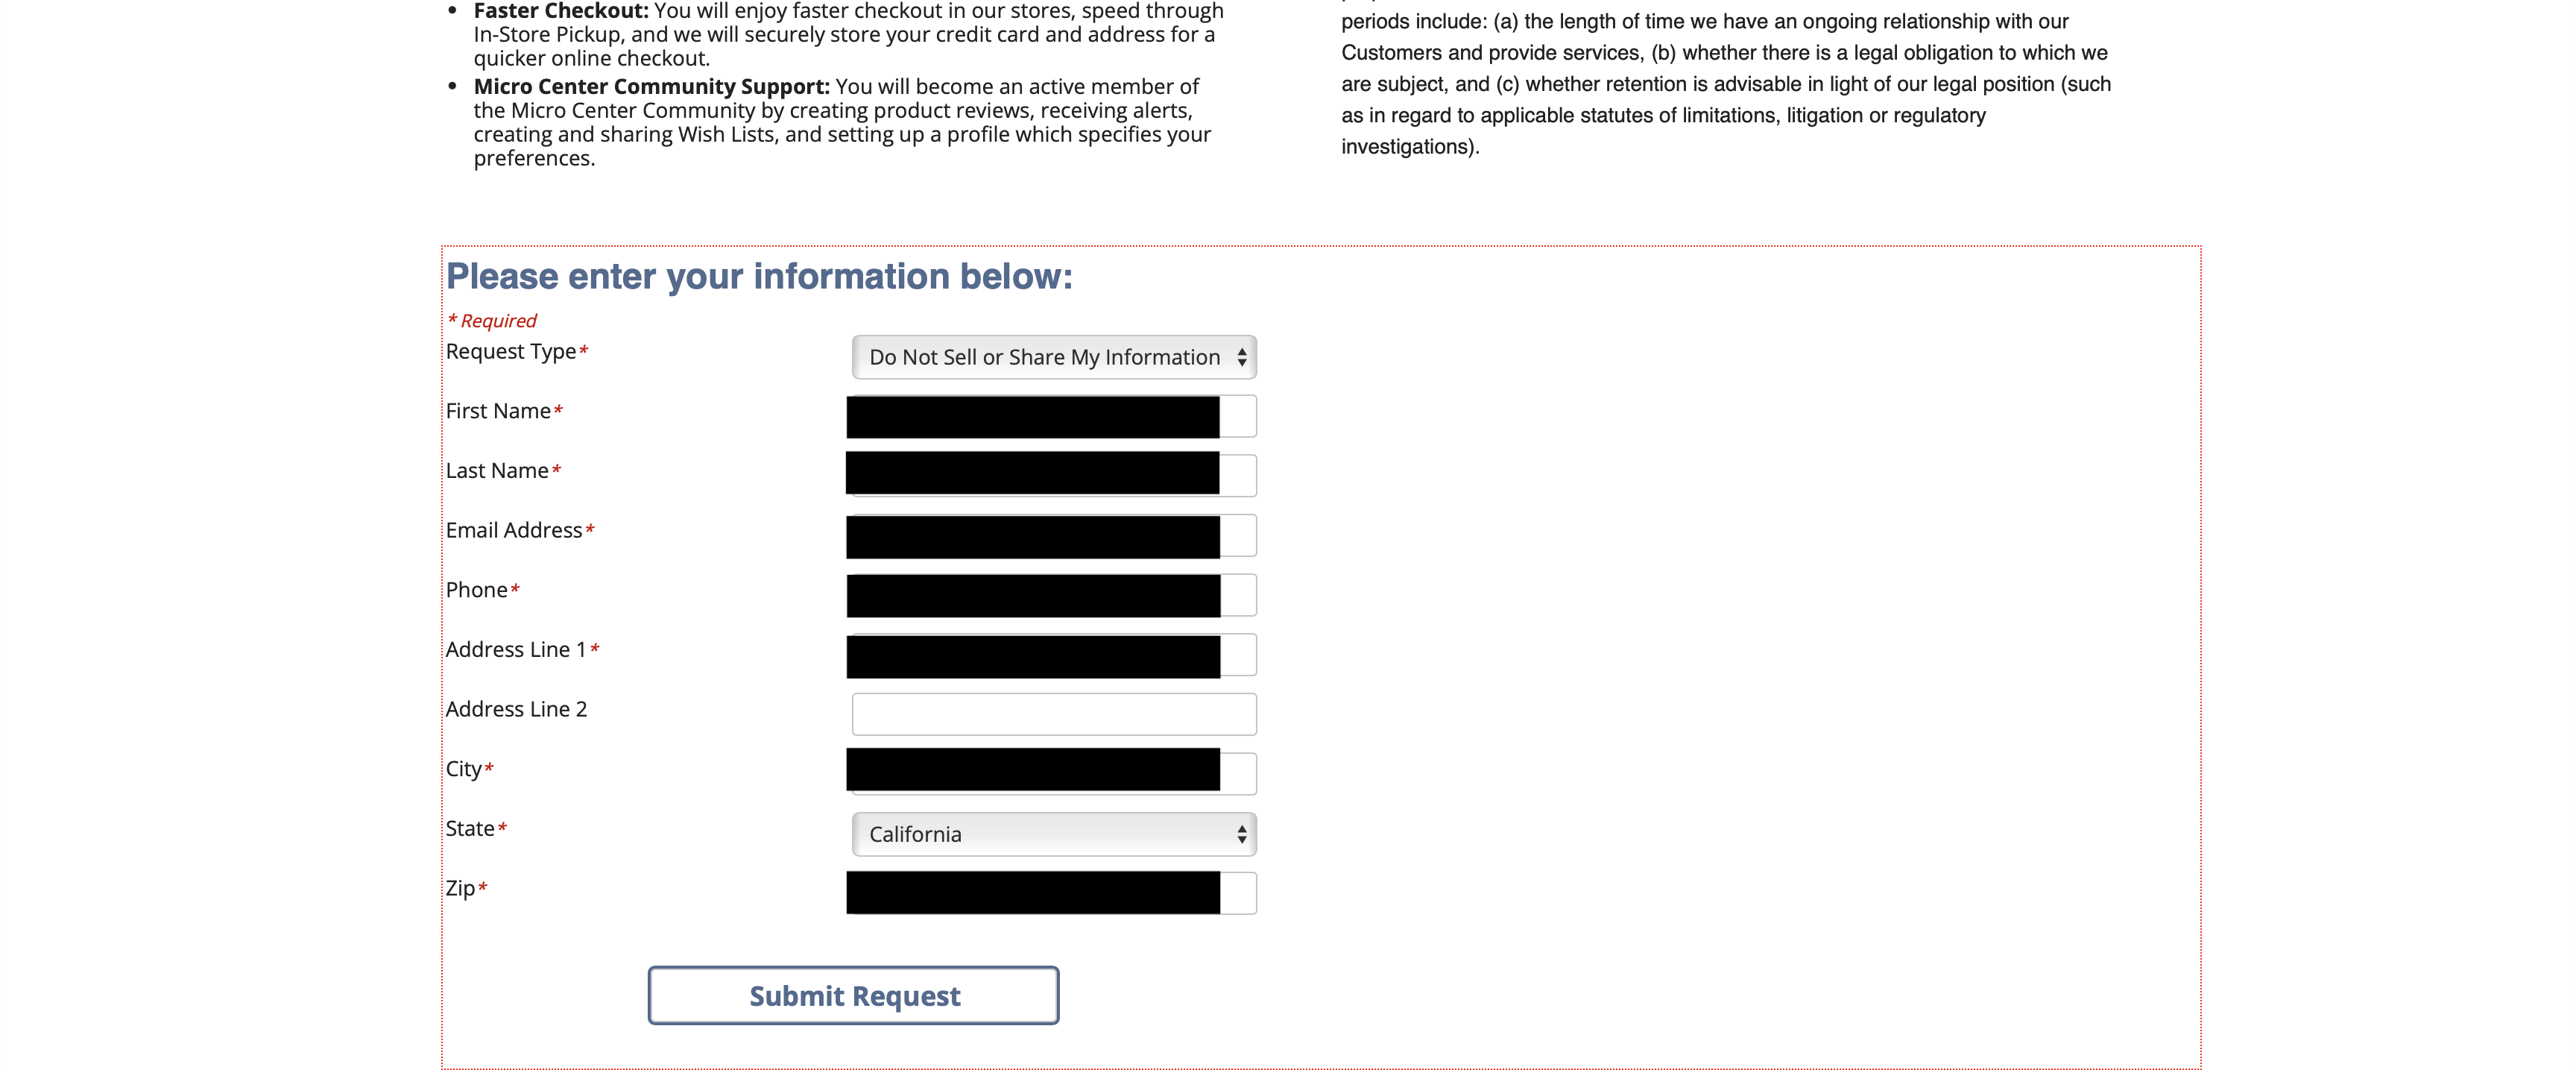 • Faster Checkout: You will enjoy faster checkout in our stores, speed through
In-Store Pickup, and we will securely store your credit card and address for a
quicker online checkout.
• Micro Center Community Support: You will become an active member of
the Micro Center Community by creating product reviews, receiving alerts,
creating and sharing Wish Lists, and setting up a profile which specifies your
preferences.
periods include: (a) the length of time we have an ongoing relationship with our
Customers and provide services, (b) whether there is a legal obligation to which we
are subject, and (c) whether retention is advisable in light of our legal position (such
as in regard to applicable statutes of limitations, litigation or regulatory
investigations).
Please enter your information below:
* Required
Request Type*
Do Not Sell or Share My Information
First Name*
Last Name*
Email Address*
Phone*
Address Line 1*
Address Line 2
City*
State*
California
Zip*
Submit Request